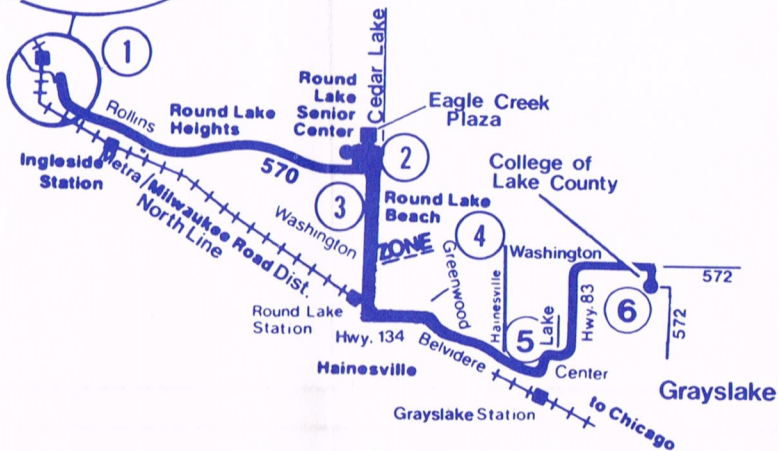 1
Cedar Lake
Round
Lake
Senior
Center
Eagle Creek
Plaza
Rollins
Round Lake
Heights
2
College of
Lake County
Ingleside
Station
570
Metra/Milwaukee Road Dist.
North Line
3
Round Lake
Beach
Washington
ZONE
4
Greenwood
Washington
572
Hainesville
Hwy. 83
6
572
Round Lake
Station
Hwy. 134
Belvidere
5
Lake
Center
Hainesville
Grayslake
Grayslake Station
to Chicago